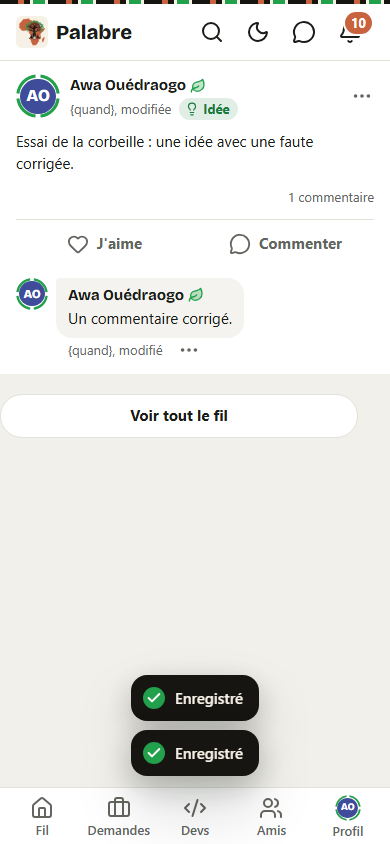 Palabre
10
AO
Awa Ouédraogo
{quand}, modifiée
Idée
Essai de la corbeille : une idée avec une faute
corrigée.
1 commentaire
J'aime
Commenter
AO
Awa Ouédraogo
Un commentaire corrigé.
{quand}, modifié
Voir tout le fil
Enregistré
Enregistré
AO
Fil
Demandes
Devs
Amis
Profil